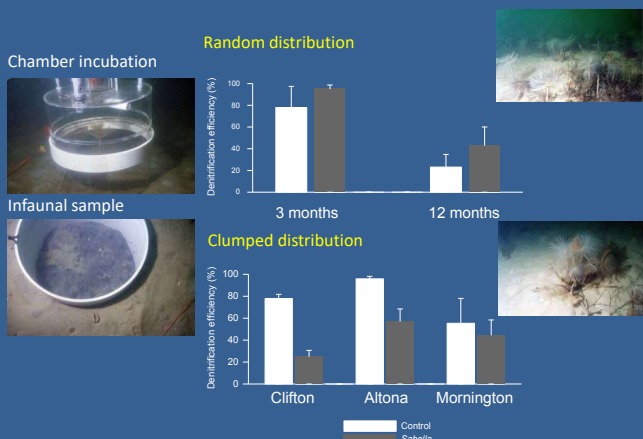 Random distribution
Chamber incubation
Denitrification efficiency (%)
100
80
60
40
20
0
3 months
12 months
Infaunal sample
Clumped distribution
Denitrification efficiency (%)
100
80
60
40
20
0
Clifton
Altona
Mornington
Control
Sabella